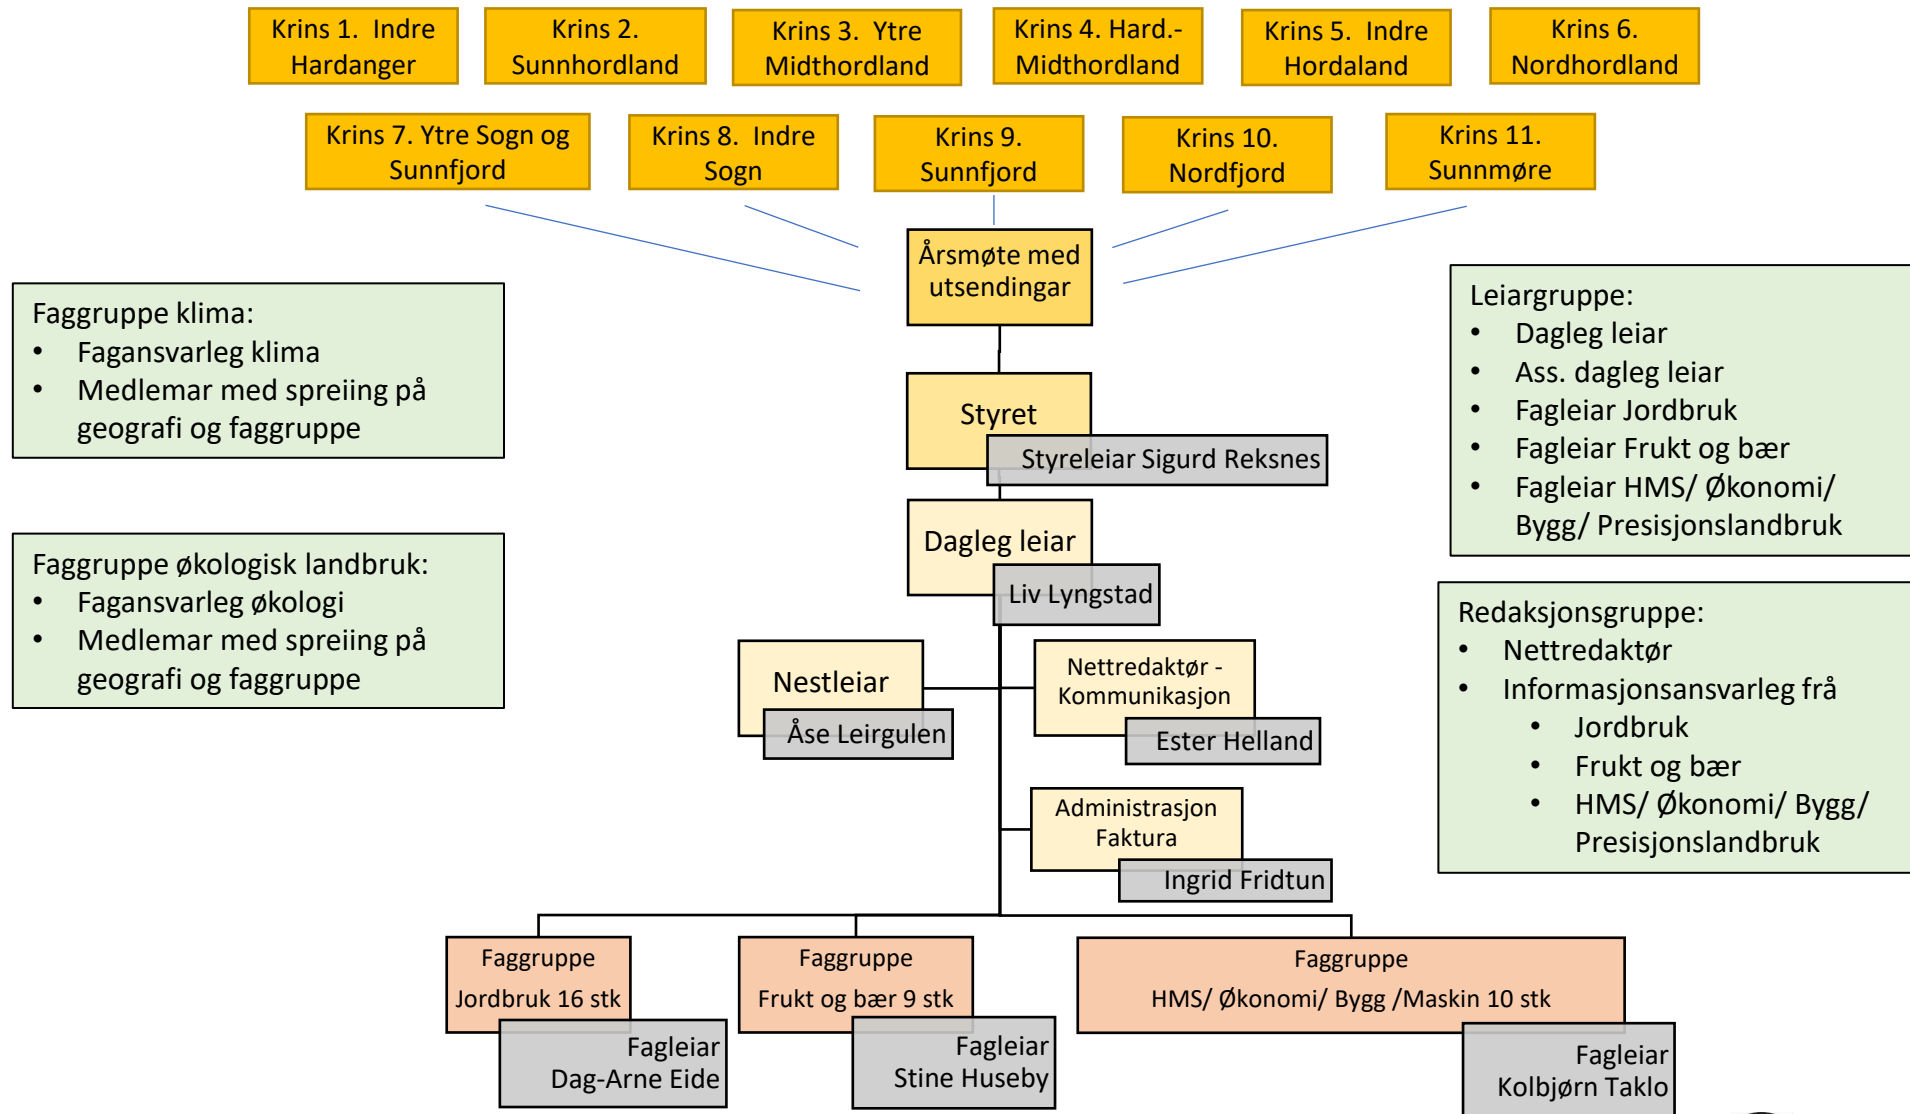 Krins 1.  Indre
Hardanger
Krins 2.
Sunnhordland
Krins 3.  Ytre
Midthordland
Krins 4. Hard.-
Midthordland
Krins 5.  Indre
Hordaland
Krins 6.
Nordhordland
Krins 7. Ytre Sogn og
Sunnfjord
Krins 8.  Indre
Sogn
Krins 9.
Sunnfjord
Krins 10.
Nordfjord
Krins 11.
Sunnmøre
Årsmøte med
utsendingar
Faggruppe klima:
• Fagansvarleg klima
• Medlemar med spreiing på
geografi og faggruppe
Faggruppe økologisk landbruk:
• Fagansvarleg økologi
• Medlemar med spreiing på
geografi og faggruppe
Styret
Styreleiar Sigurd Reksnes
Dagleg leiar
Liv Lyngstad
Nestleiar
Åse Leirgulen
Nettredaktør -
Kommunikasjon
Ester Helland
Administrasjon
Faktura
Ingrid Fridtun
Leiargruppe:
• Dagleg leiar
• Ass. dagleg leiar
• Fagleiar Jordbruk
• Fagleiar Frukt og bær
• Fagleiar HMS/ Økonomi/
Bygg/ Presisjonslandbruk
Redaksjonsgruppe:
• Nettredaktør
• Informasjonsansvarleg frå
• Jordbruk
• Frukt og bær
• HMS/ Økonomi/ Bygg/
Presisjonslandbruk
Faggruppe
Jordbruk 16 stk
Fagleiar
Dag-Arne Eide
Faggruppe
Frukt og bær 9 stk
Fagleiar
Stine Huseby
Faggruppe
HMS/ Økonomi/ Bygg /Maskin 10 stk
Fagleiar
Kolbjørn Taklo